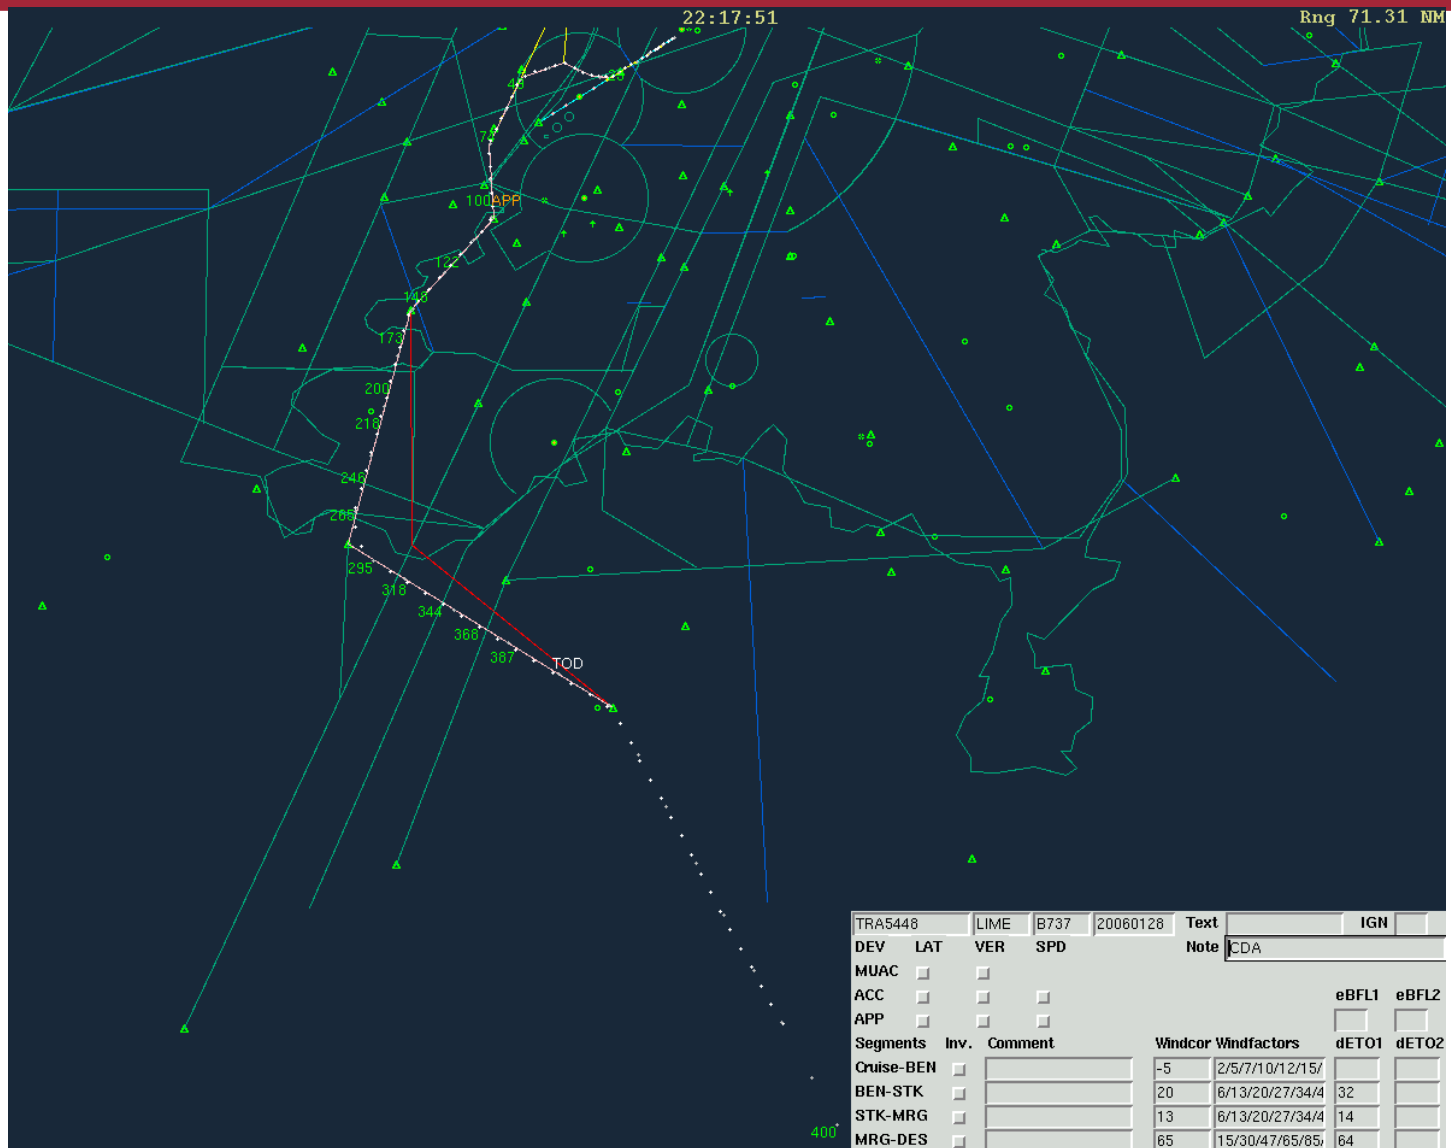 22:17:51 Rng 71.31 NM
100 APP
122
148
173
200
218
246
295
318
344
368
387
TOD
TRA5448 LIME B737 20060128 Text IGN
DEV LAT VER SPD Note CDA
MUAC
ACC eBFL1 eBFL2
APP
Segments Inv. Comment Windcor Windfactors dETO1 dETO2
Cruise-BEN -5 2/5/7/10/12/15/
BEN-STK 20 6/13/20/27/34/4 32
STK-MRG 13 6/13/20/27/34/4 14
400
MRG-DES 65 15/30/47/65/85/ 64